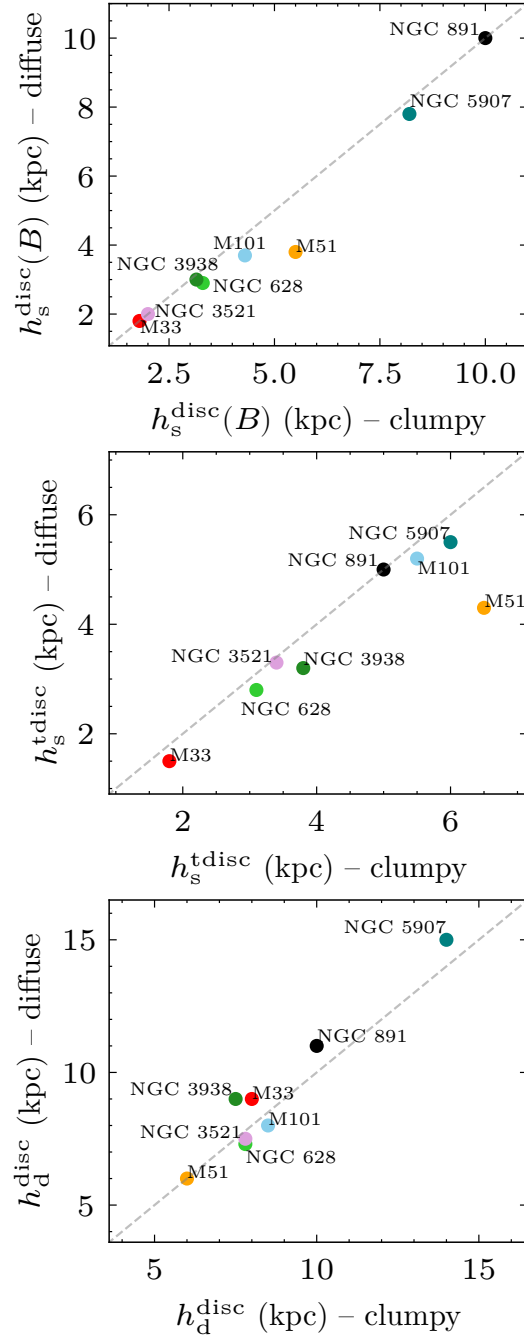 10
8
6
4
2
h_s^disc(B) (kpc) – diffuse
NGC 891
NGC 5907
M101
M51
NGC 3938
NGC 628
NGC 3521
M33
2.5 5.0 7.5 10.0
h_s^disc(B) (kpc) – clumpy
6
4
2
h_s^tdisc (kpc) – diffuse
NGC 5907
NGC 891
M101
M51
NGC 3521
NGC 3938
NGC 628
M33
2 4 6
h_s^tdisc (kpc) – clumpy
15
10
5
h_d^disc (kpc) – diffuse
NGC 5907
NGC 891
NGC 3938
M33
M101
NGC 3521
NGC 628
M51
5 10 15
h_d^disc (kpc) – clumpy